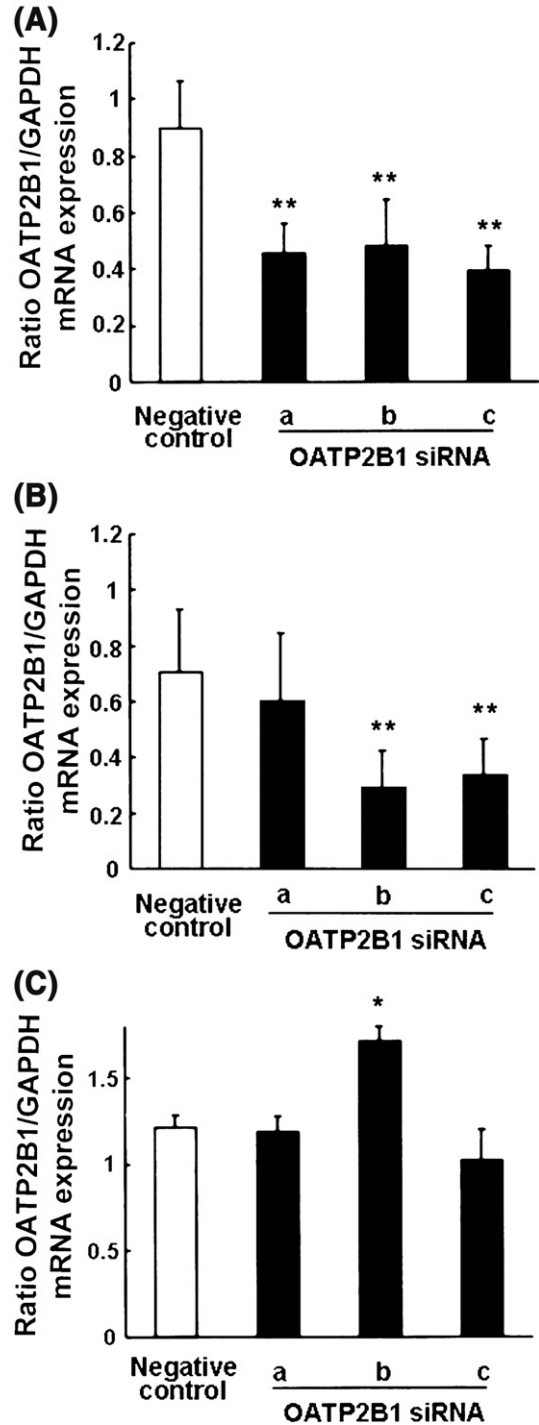 (A)
Ratio OATP2B1/GAPDH
mRNA expression
1.2
1
0.8
0.6
0.4
0.2
0
**
**
**
Negative
control
a
b
c
OATP2B1 siRNA
(B)
Ratio OATP2B1/GAPDH
mRNA expression
1.2
1
0.8
0.6
0.4
0.2
0
**
**
Negative
control
a
b
c
OATP2B1 siRNA
(C)
Ratio OATP2B1/GAPDH
mRNA expression
1.5
1
0.5
0
*
Negative
control
a
b
c
OATP2B1 siRNA